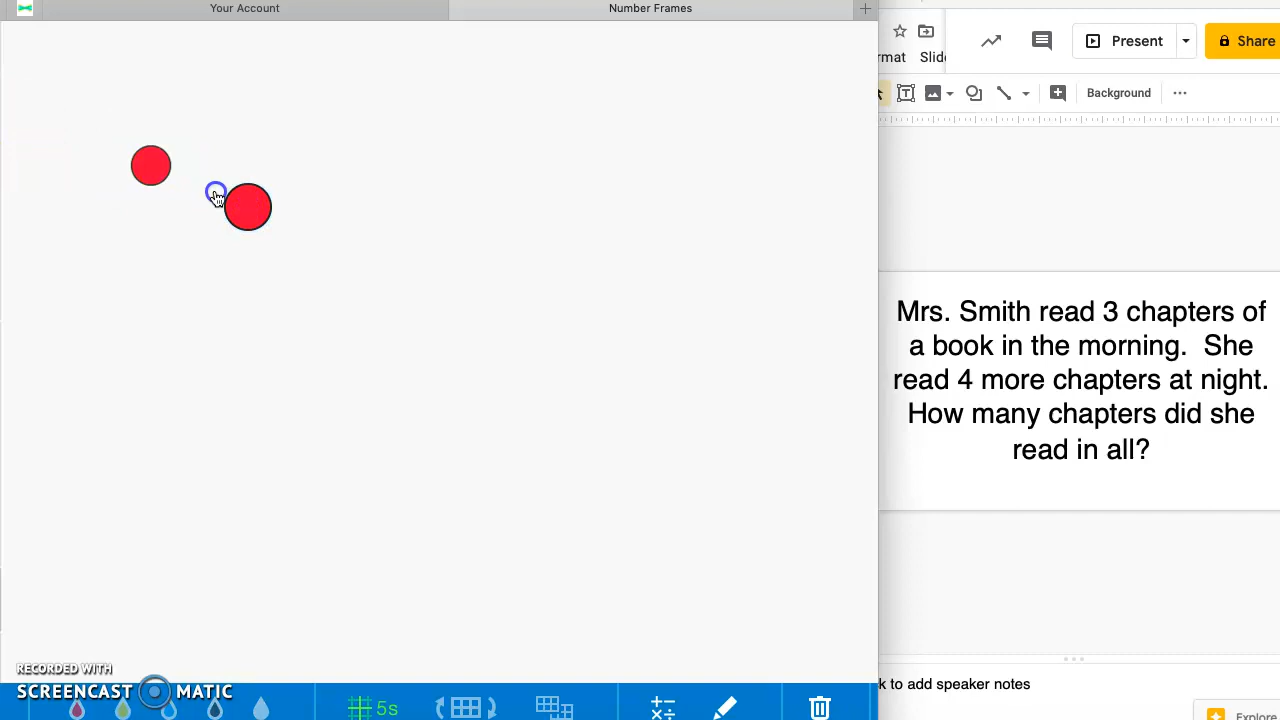 Your Account
Number Frames
rmat Slid
Present
Share
Background
Mrs. Smith read 3 chapters of
a book in the morning. She
read 4 more chapters at night.
How many chapters did she
read in all?
k to add speaker notes
Explore
RECORDED WITH
SCREENCAST MATIC
5s